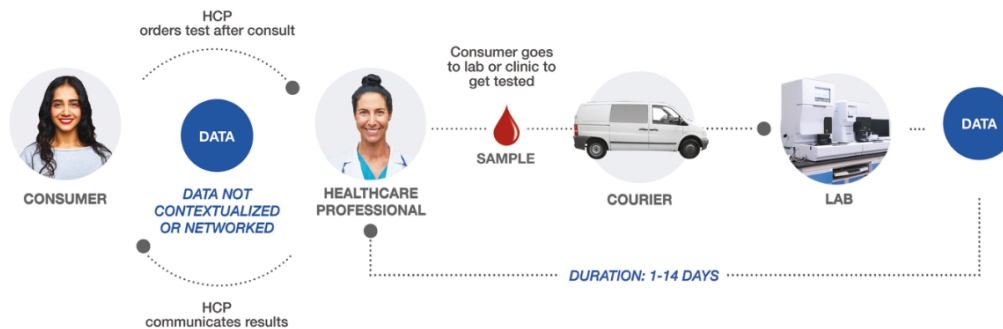 HCP
orders test after consult
Consumer goes
to lab or clinic to
get tested
DATA
DATA
SAMPLE
CONSUMER
DATA NOT
CONTEXTUALIZED
OR NETWORKED
HEALTHCARE
PROFESSIONAL
COURIER
LAB
DURATION: 1-14 DAYS
HCP
communicates results